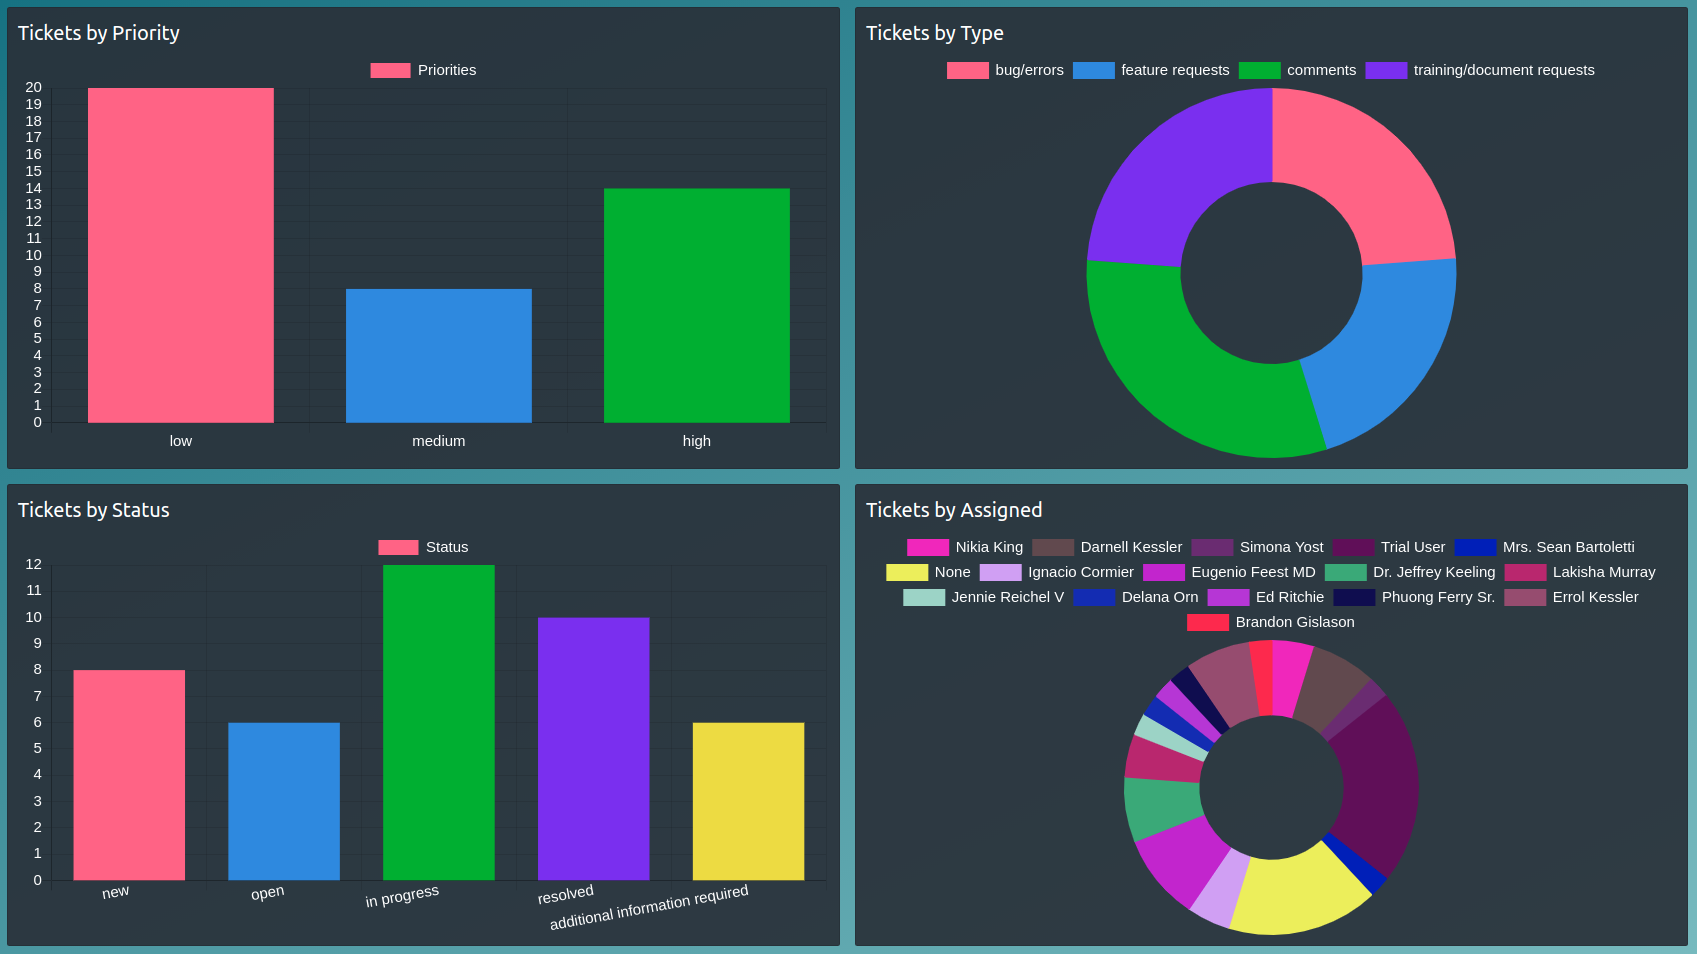 Tickets by Priority
Priorities
20
19
18
17
16
15
14
13
12
11
10
9
8
7
6
5
4
3
2
1
0
low medium high
Tickets by Type
bug/errors feature requests comments training/document requests
Tickets by Status
Status
12
11
10
9
8
7
6
5
4
3
2
1
0
new open in progress resolved additional information required
Tickets by Assigned
Nikia King Darnell Kessler Simona Yost Trial User Mrs. Sean Bartoletti
None Ignacio Cormier Eugenio Feest MD Dr. Jeffrey Keeling Lakisha Murray
Jennie Reichel V Delana Orn Ed Ritchie Phuong Ferry Sr. Errol Kessler
Brandon Gislason